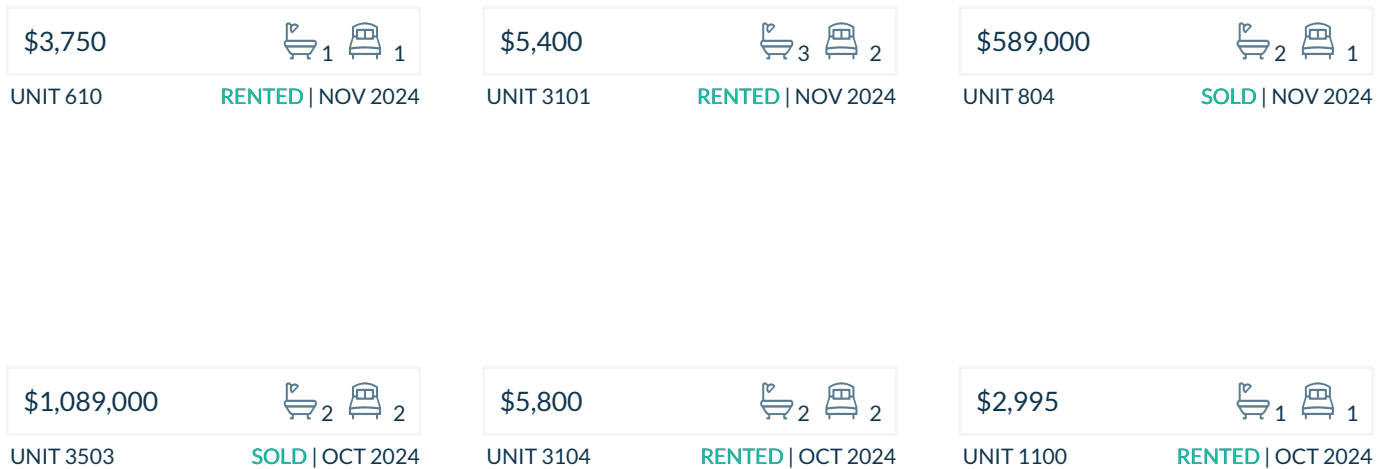 $3,750 1 1
UNIT 610 RENTED | NOV 2024
$5,400 3 2
UNIT 3101 RENTED | NOV 2024
$589,000 2 1
UNIT 804 SOLD | NOV 2024
$1,089,000 2 2
UNIT 3503 SOLD | OCT 2024
$5,800 2 2
UNIT 3104 RENTED | OCT 2024
$2,995 1 1
UNIT 1100 RENTED | OCT 2024